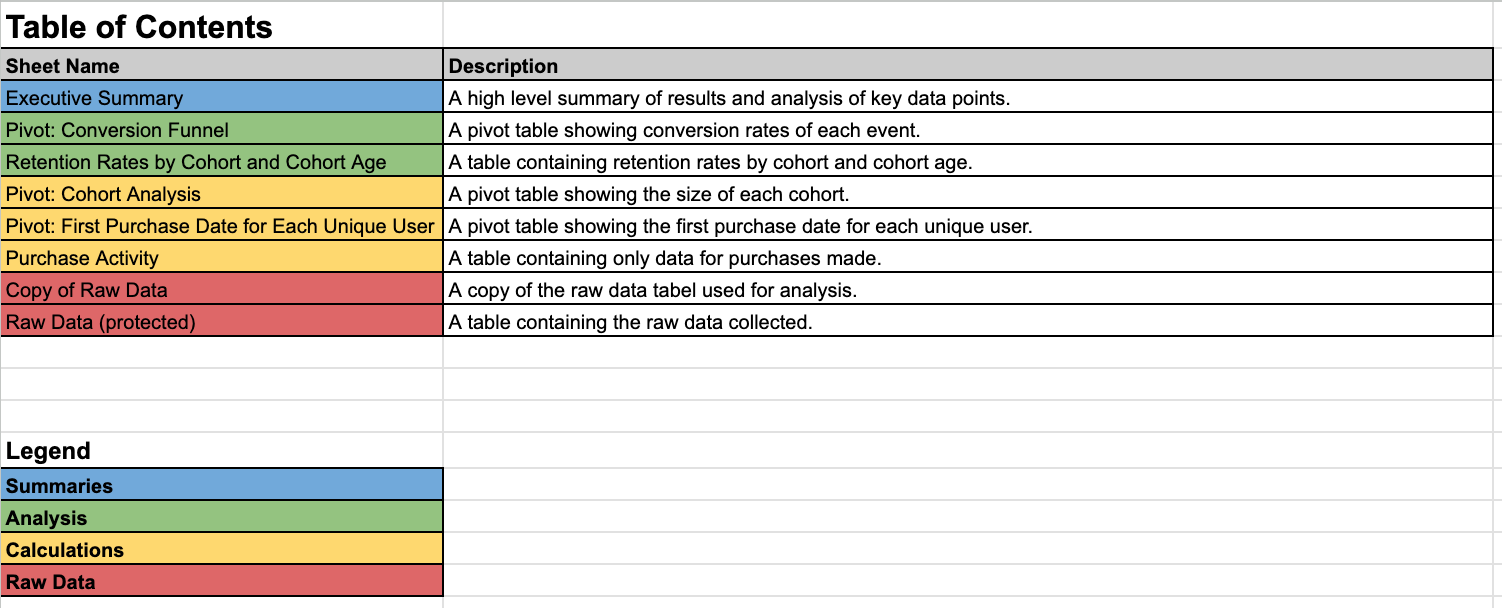 Table of Contents
Sheet Name Description
Executive Summary A high level summary of results and analysis of key data points.
Pivot: Conversion Funnel A pivot table showing conversion rates of each event.
Retention Rates by Cohort and Cohort Age A table containing retention rates by cohort and cohort age.
Pivot: Cohort Analysis A pivot table showing the size of each cohort.
Pivot: First Purchase Date for Each Unique User A pivot table showing the first purchase date for each unique user.
Purchase Activity A table containing only data for purchases made.
Copy of Raw Data A copy of the raw data tabel used for analysis.
Raw Data (protected) A table containing the raw data collected.
Legend
Summaries
Analysis
Calculations
Raw Data